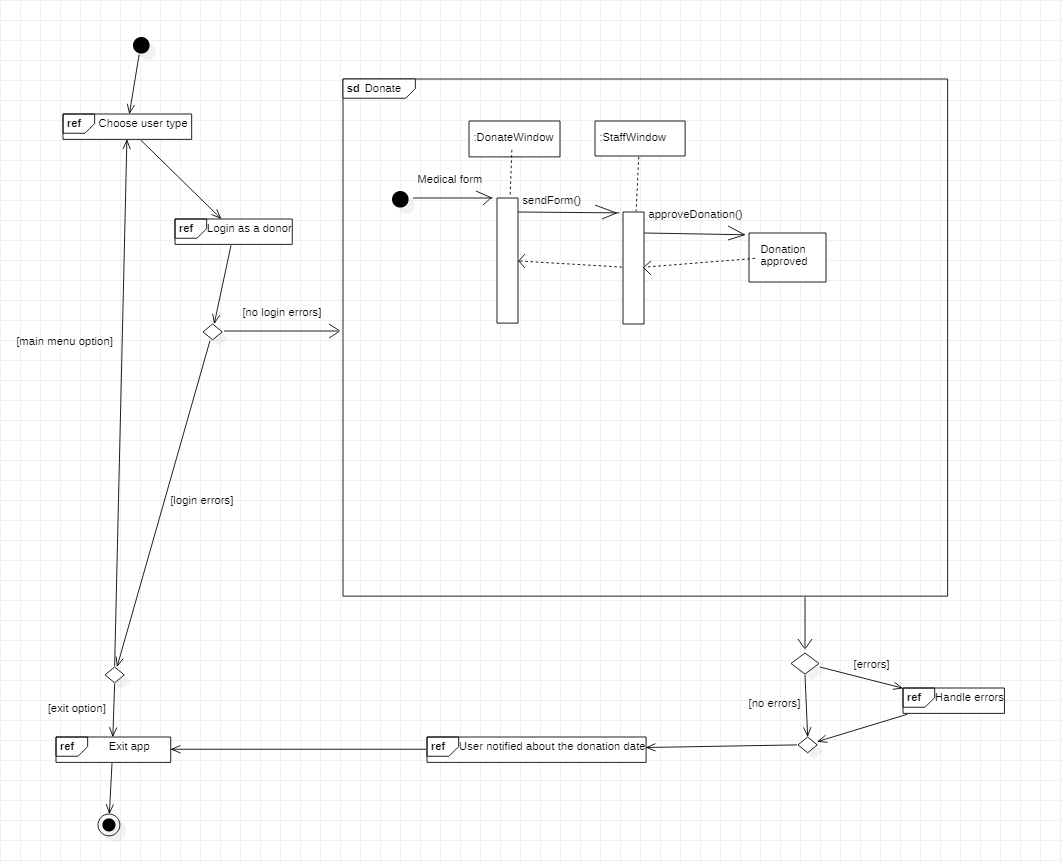 ref Choose user type
ref Login as a donor
[no login errors]
[main menu option]
[login errors]
sd Donate
:DonateWindow
:StaffWindow
Medical form
sendForm()
approveDonation()
Donation
approved
[errors]
ref Handle errors
[no errors]
[exit option]
ref Exit app
ref User notified about the donation date